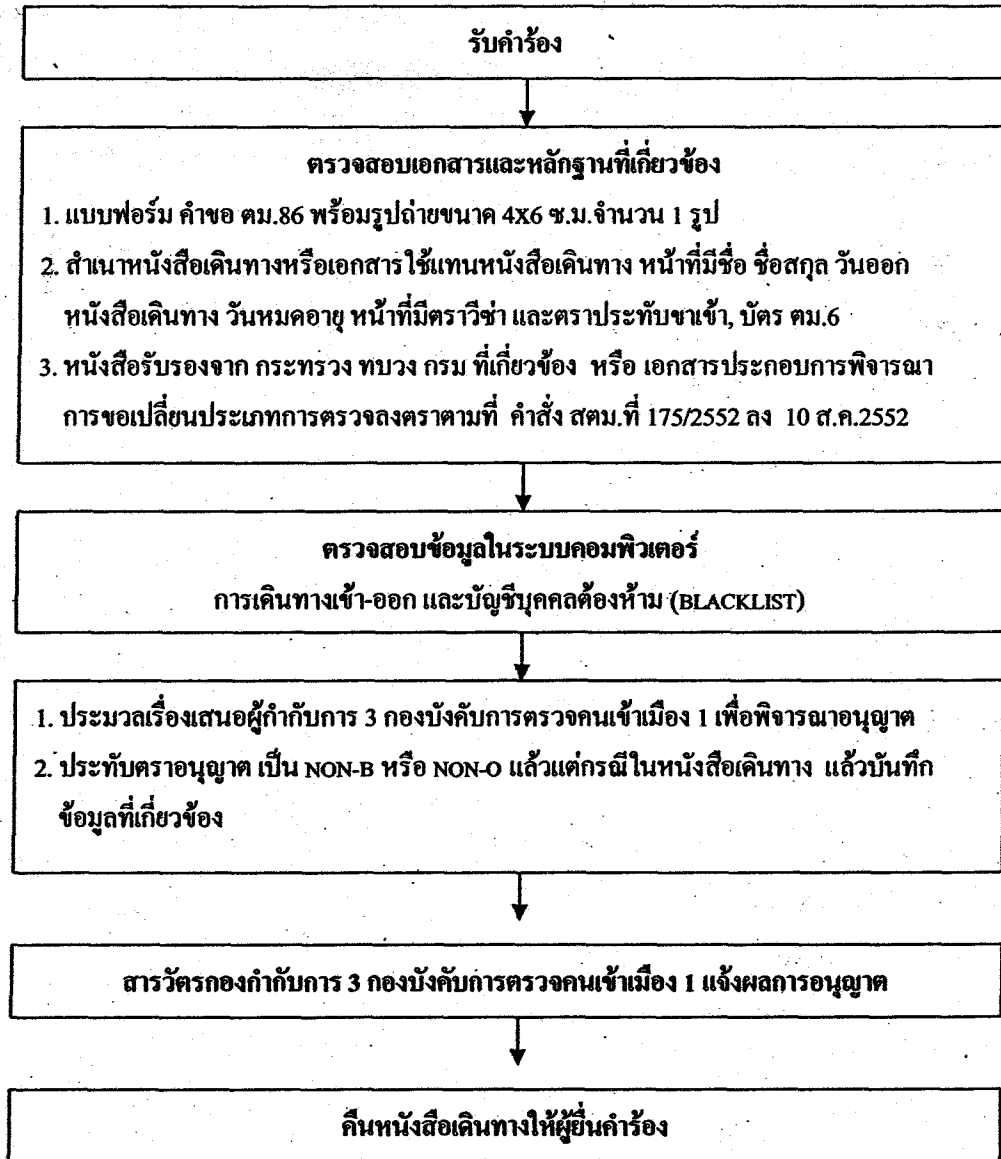 รับคำร้อง
ตรวจสอบเอกสารและหลักฐานที่เกี่ยวข้อง
1. แบบฟอร์ม คำขอ ตม.86 พร้อมรูปถ่ายขนาด 4X6 ซ.ม.จำนวน 1 รูป
2. สำเนาหนังสือเดินทางหรือเอกสารใช้แทนหนังสือเดินทาง หน้าที่มีชื่อ ชื่อสกุล วันออก
หนังสือเดินทาง วันหมดอายุ หน้าที่มีตราวีซ่า และตราประทับขาเข้า, บัตร ตม.6
3. หนังสือรับรองจาก กระทรวง ทบวง กรม ที่เกี่ยวข้อง หรือ เอกสารประกอบการพิจารณา
การขอเปลี่ยนประเภทการตรวจลงตราตามที่ คำสั่ง สตม.ที่ 175/2552 ลง 10 ส.ค.2552
ตรวจสอบข้อมูลในระบบคอมพิวเตอร์
การเดินทางเข้า-ออก และบัญชีบุคคลต้องห้าม (BLACKLIST)
1. ประมวลเรื่องเสนอผู้กำกับการ 3 กองบังคับการตรวจคนเข้าเมือง 1 เพื่อพิจารณาอนุญาต
2. ประทับตราอนุญาต เป็น NON-B หรือ NON-O แล้วแต่กรณีในหนังสือเดินทาง แล้วบันทึก
ข้อมูลที่เกี่ยวข้อง
สารวัตรกองกำกับการ 3 กองบังคับการตรวจคนเข้าเมือง 1 แจ้งผลการอนุญาต
คืนหนังสือเดินทางให้ผู้ยื่นคำร้อง